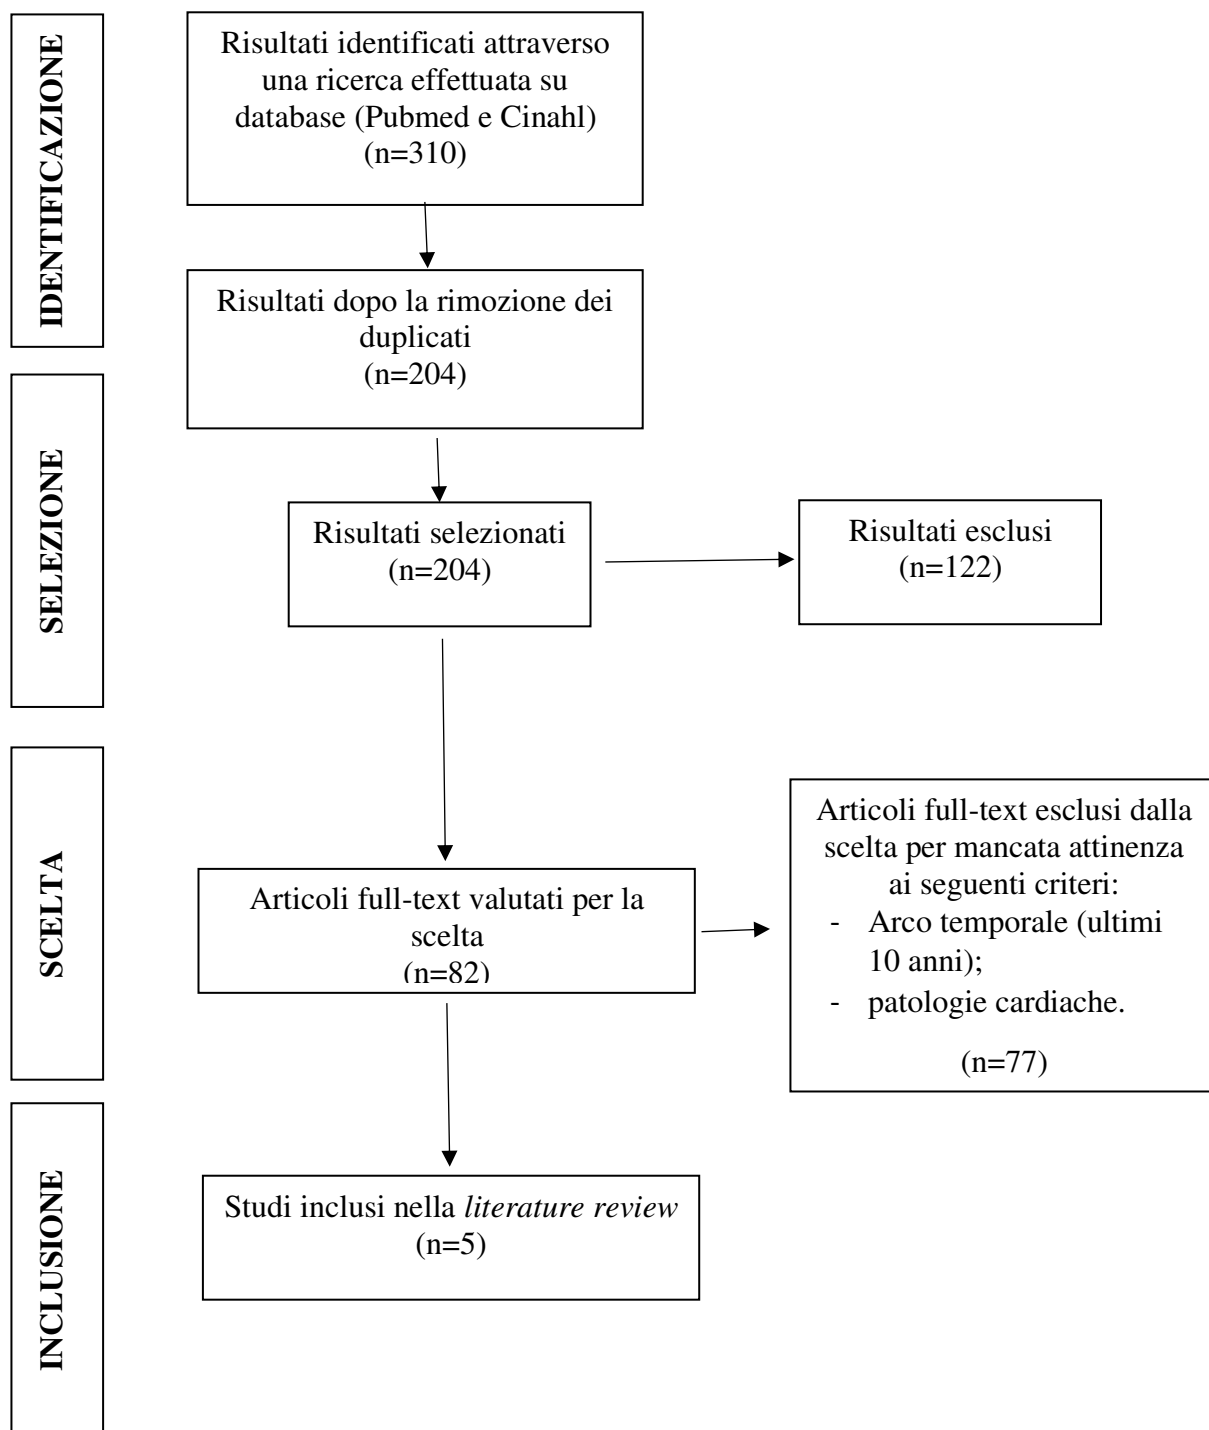 IDENTIFICAZIONE
Risultati identificati attraverso
una ricerca effettuata su
database (Pubmed e Cinahl)
(n=310)
Risultati dopo la rimozione dei
duplicati
(n=204)
SELEZIONE
Risultati selezionati
(n=204)
Risultati esclusi
(n=122)
SCELTA
Articoli full-text valutati per la
scelta
(n=82)
Articoli full-text esclusi dalla
scelta per mancata attinenza
ai seguenti criteri:
- Arco temporale (ultimi
10 anni);
- patologie cardiache.
(n=77)
INCLUSIONE
Studi inclusi nella literature review
(n=5)